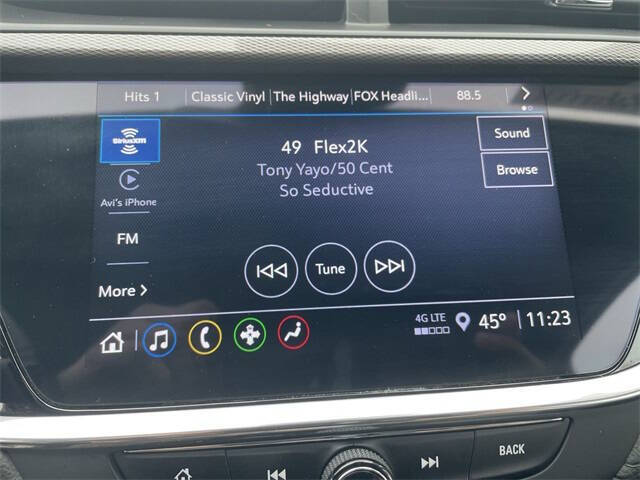 Hits 1 Classic Vinyl The Highway FOX Headli... 88.5
SiriusXM
49 Flex2K
Sound
Tony Yayo/50 Cent
Browse
So Seductive
Avi's iPhone
FM
Tune
More
4G LTE
45° 11:23
BACK